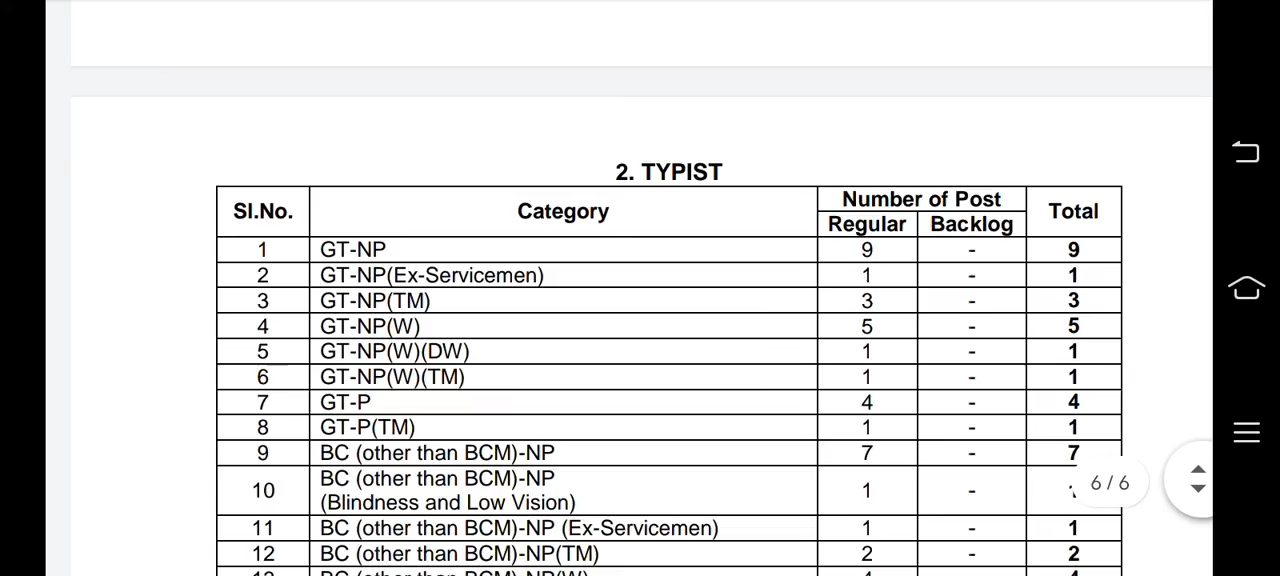 2. TYPIST
Sl.No. Category Number of Post Total
Regular Backlog
1 GT-NP 9 - 9
2 GT-NP(Ex-Servicemen) 1 - 1
3 GT-NP(TM) 3 - 3
4 GT-NP(W) 5 - 5
5 GT-NP(W)(DW) 1 - 1
6 GT-NP(W)(TM) 1 - 1
7 GT-P 4 - 4
8 GT-P(TM) 1 - 1
9 BC (other than BCM)-NP 7 - 7
10 BC (other than BCM)-NP
(Blindness and Low Vision) 1 -
6/6
11 BC (other than BCM)-NP (Ex-Servicemen) 1 - 1
12 BC (other than BCM)-NP(TM) 2 - 2
BC (other than BCM)-NP(W)